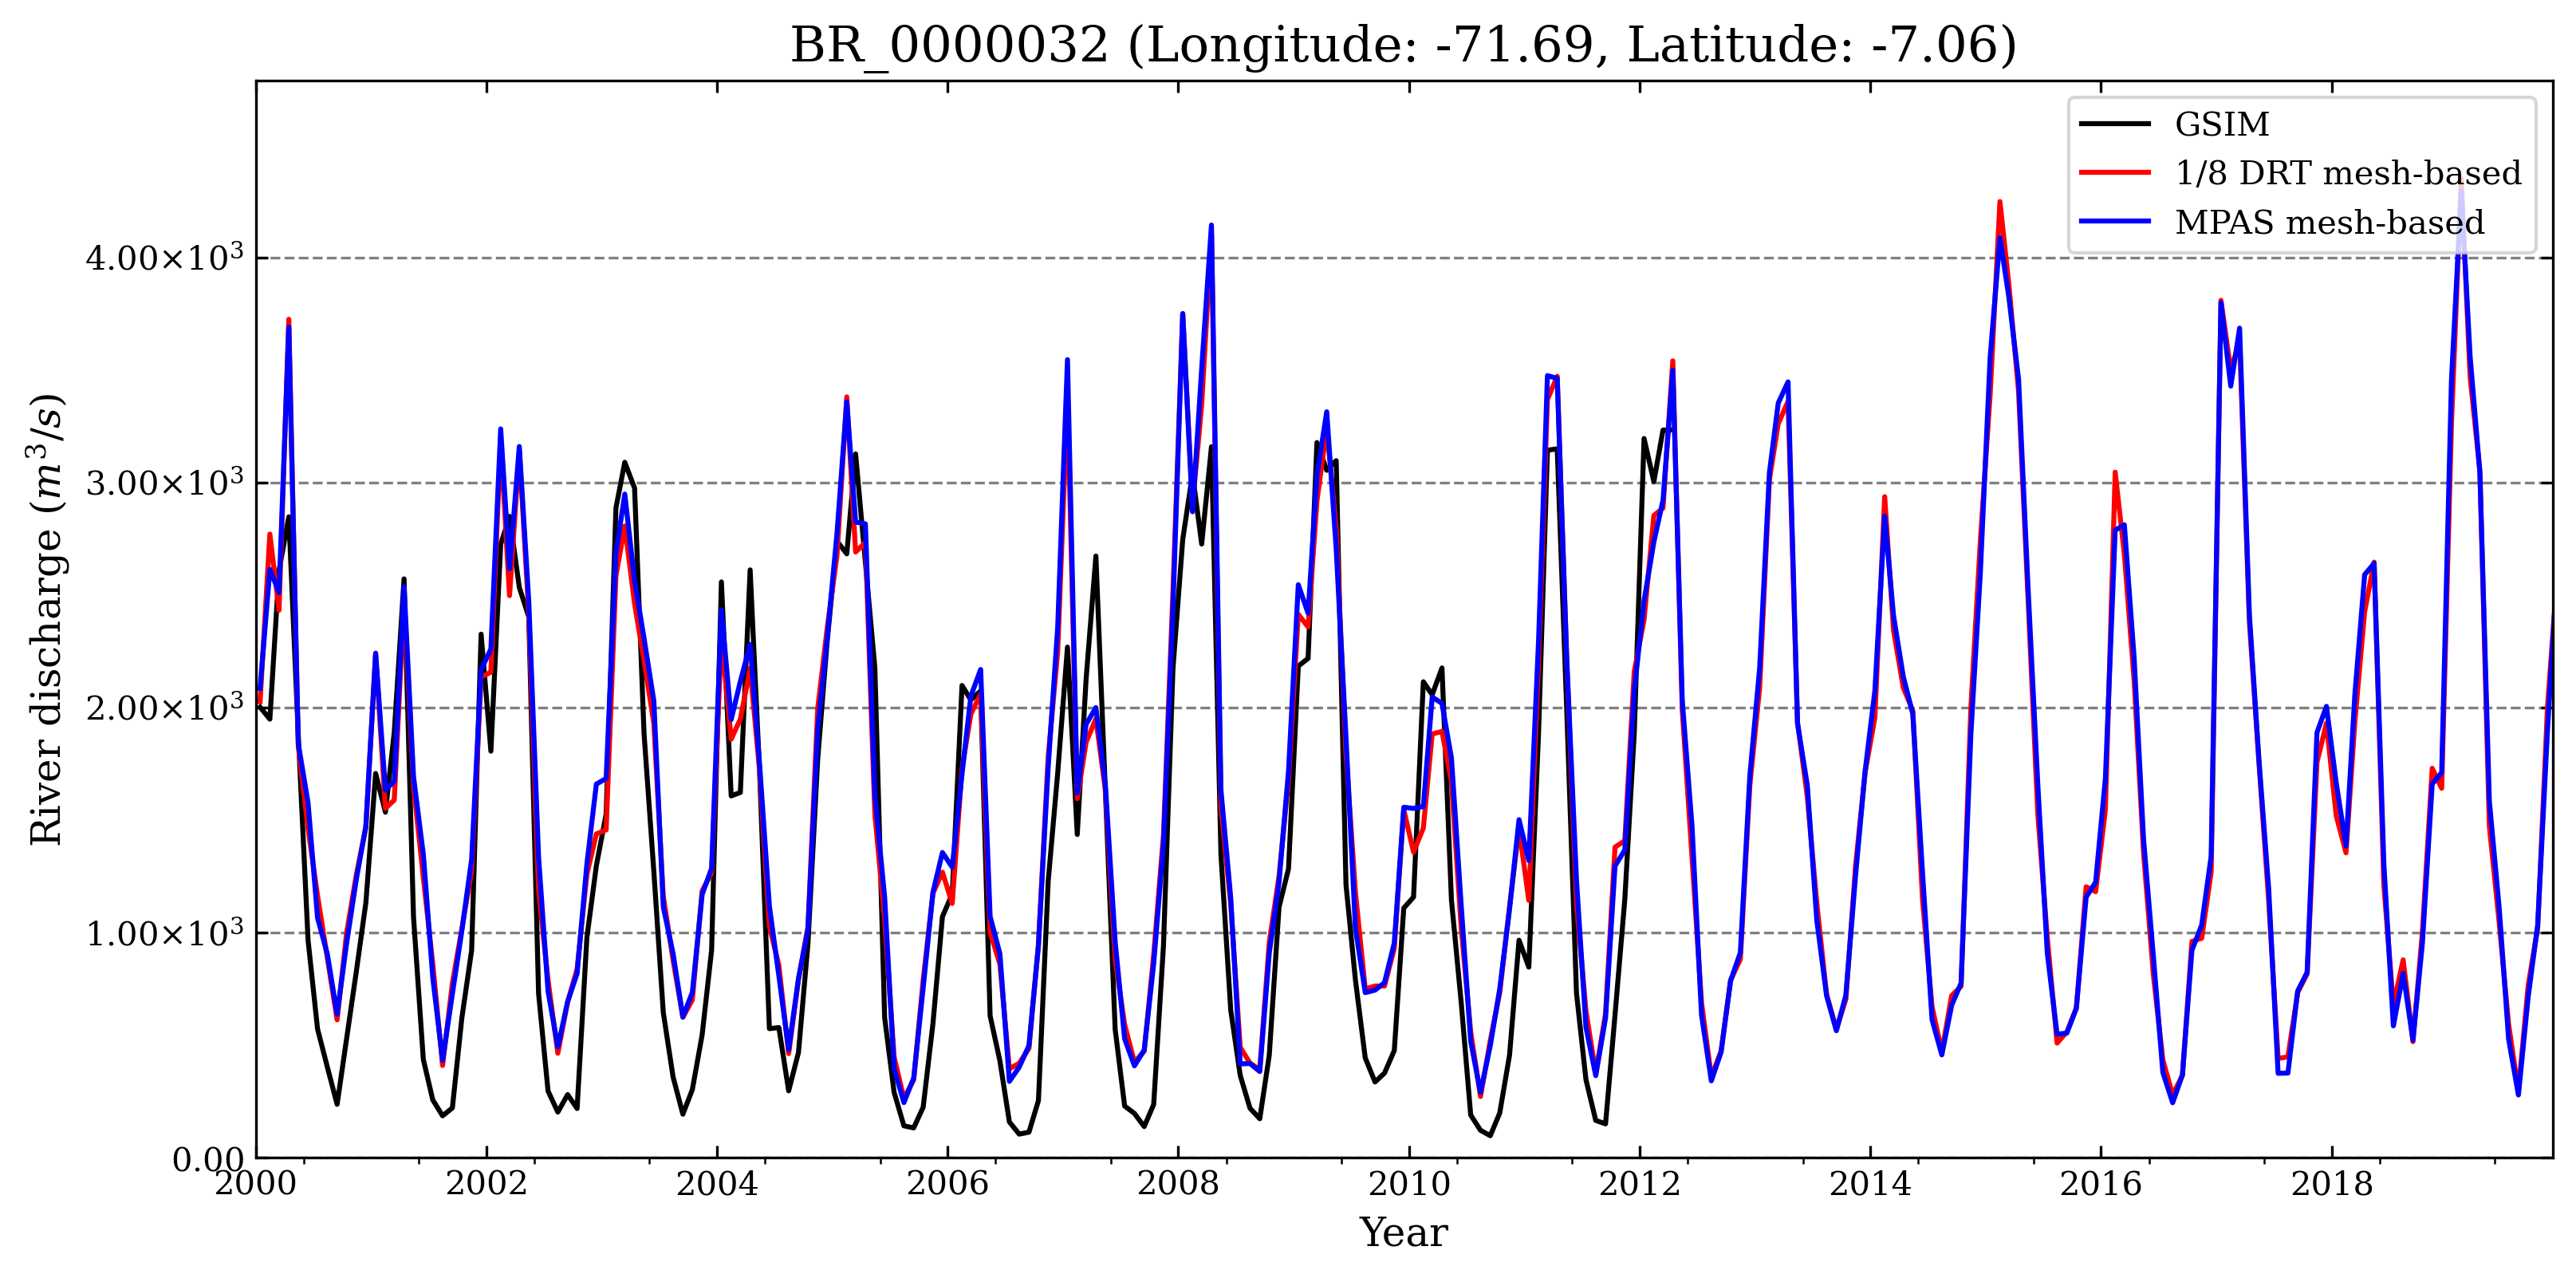 BR_0000032 (Longitude: -71.69, Latitude: -7.06)
GSIM
1/8 DRT mesh-based
MPAS mesh-based
River discharge (m³/s)
4.00×10³
3.00×10³
2.00×10³
1.00×10³
0.00
2000 2002 2004 2006 2008 2010 2012 2014 2016 2018
Year